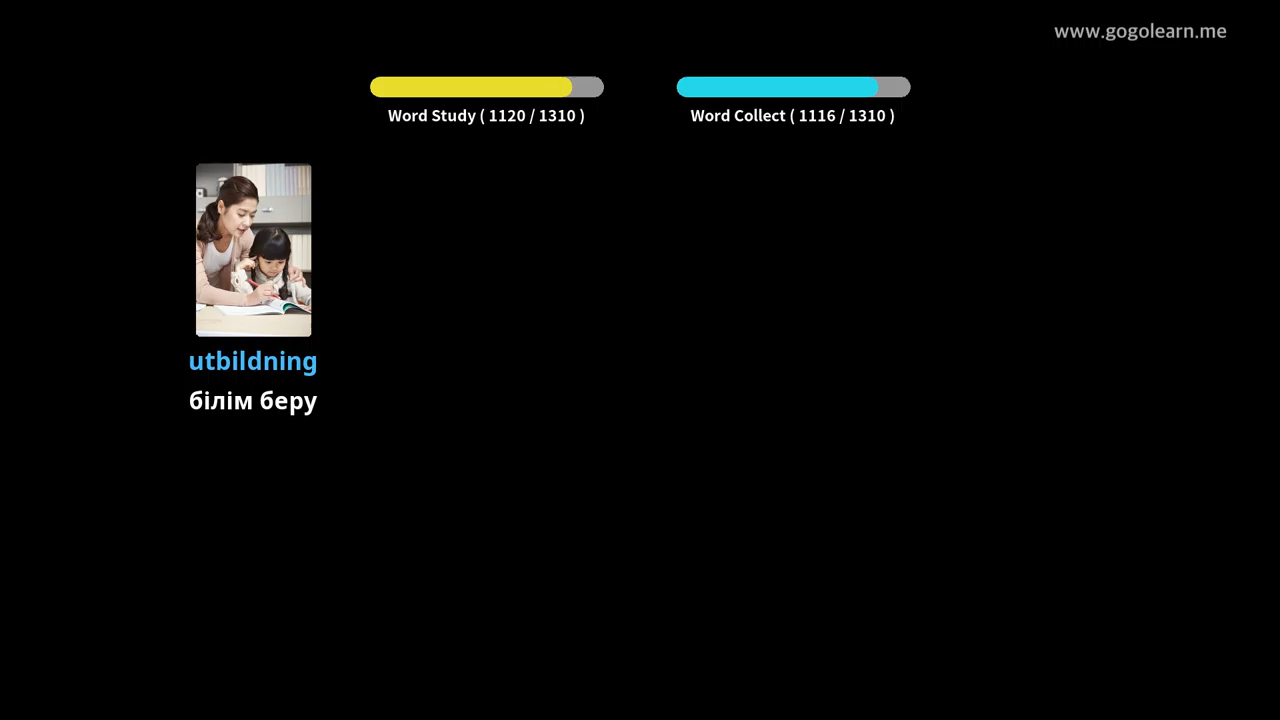 www.gogolearn.me
Word Study ( 1120 / 1310 )
Word Collect ( 1116 / 1310 )
utbildning
білім беру